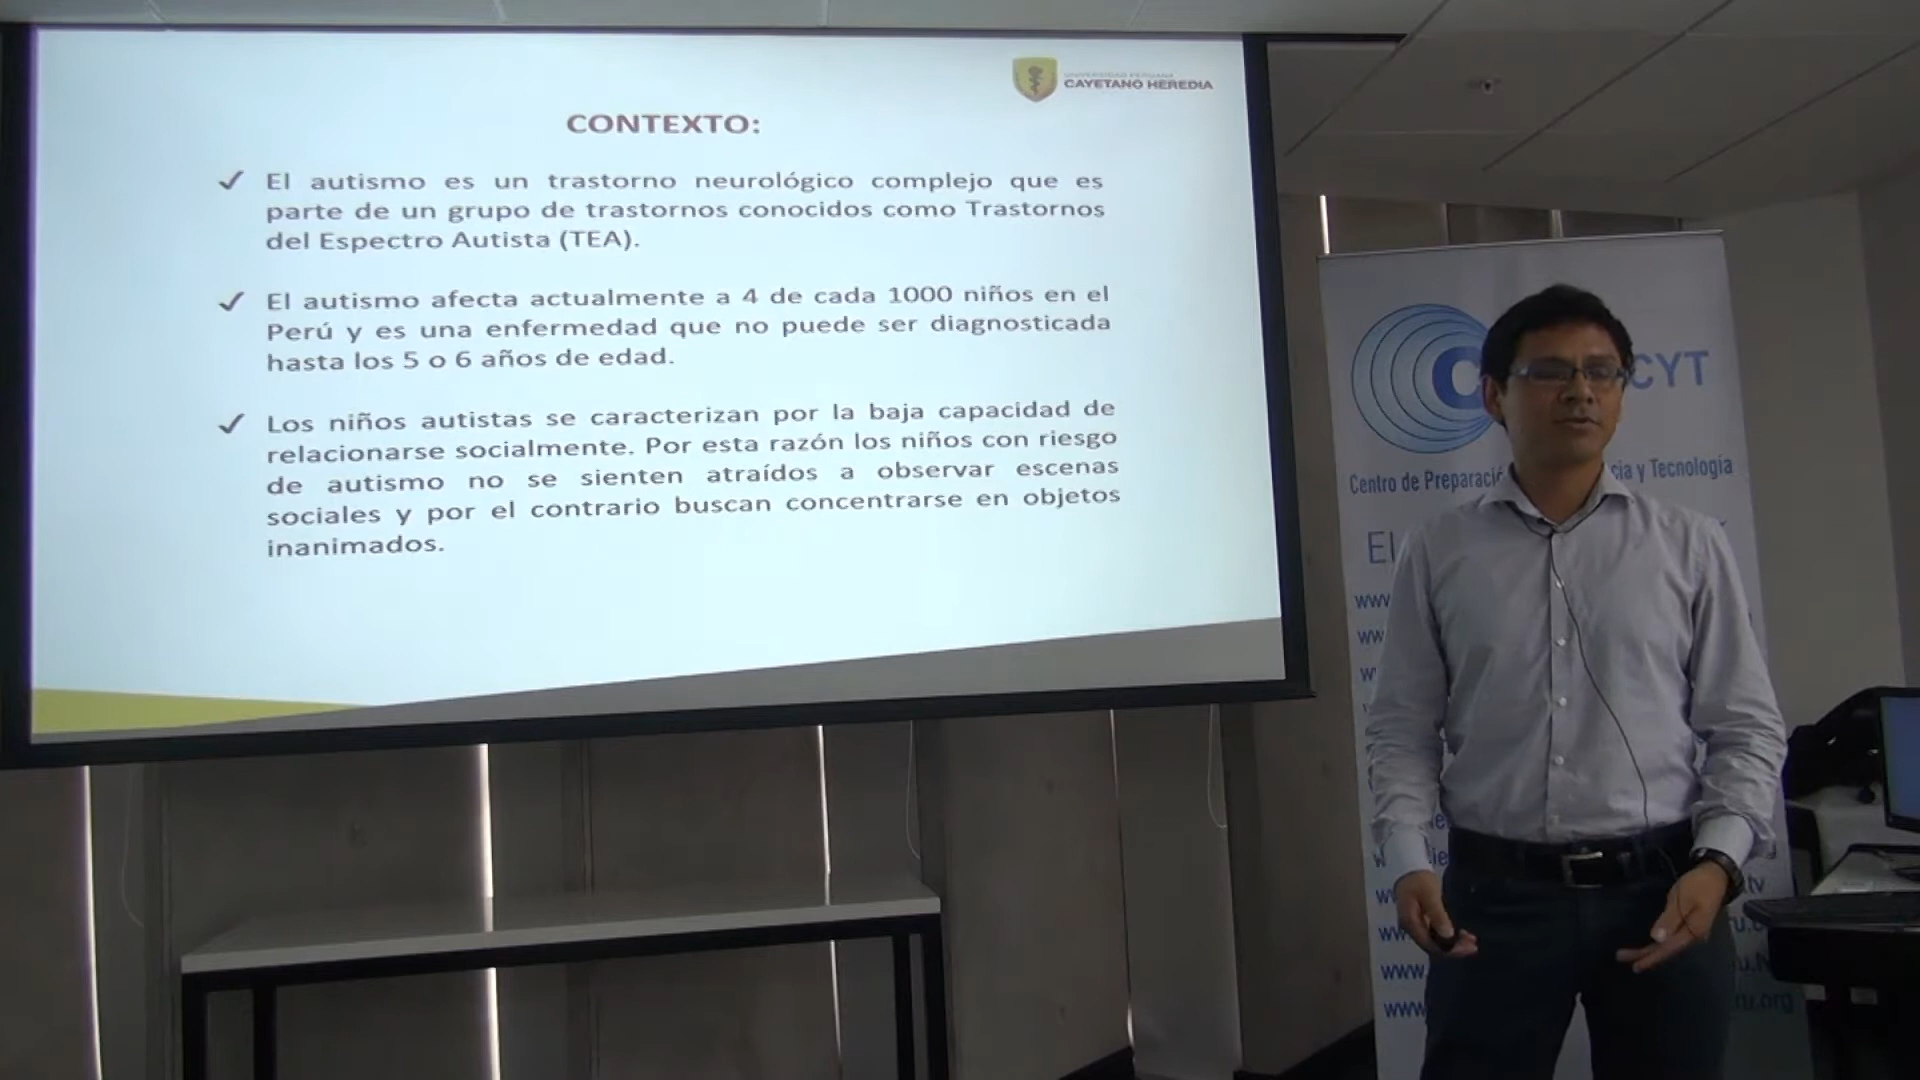 UNIVERSIDAD PERUANA
CAYETANO HEREDIA
CONTEXTO:
✓ El autismo es un trastorno neurológico complejo que es
parte de un grupo de trastornos conocidos como Trastornos
del Espectro Autista (TEA).
✓ El autismo afecta actualmente a 4 de cada 1000 niños en el
Perú y es una enfermedad que no puede ser diagnosticada
hasta los 5 o 6 años de edad.
✓ Los niños autistas se caracterizan por la baja capacidad de
relacionarse socialmente. Por esta razón los niños con riesgo
de autismo no se sienten atraídos a observar escenas
sociales y por el contrario buscan concentrarse en objetos
inanimados.
C CYT
Centro de Preparació cia y Tecnología
El
www.